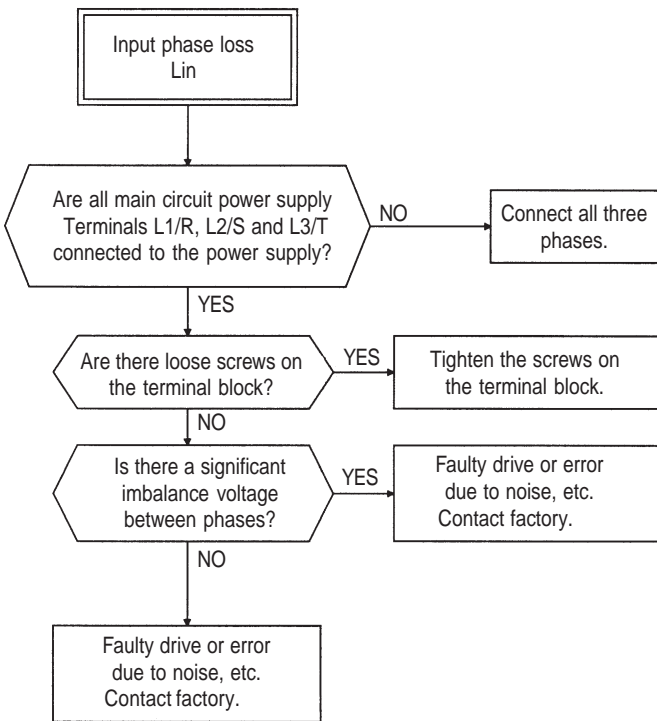 Input phase loss
Lin
Are all main circuit power supply
Terminals L1/R, L2/S and L3/T
connected to the power supply?
NO
Connect all three
phases.
YES
Are there loose screws on
the terminal block?
YES
Tighten the screws on
the terminal block.
NO
Is there a significant
imbalance voltage
between phases?
YES
Faulty drive or error
due to noise, etc.
Contact factory.
NO
Faulty drive or error
due to noise, etc.
Contact factory.